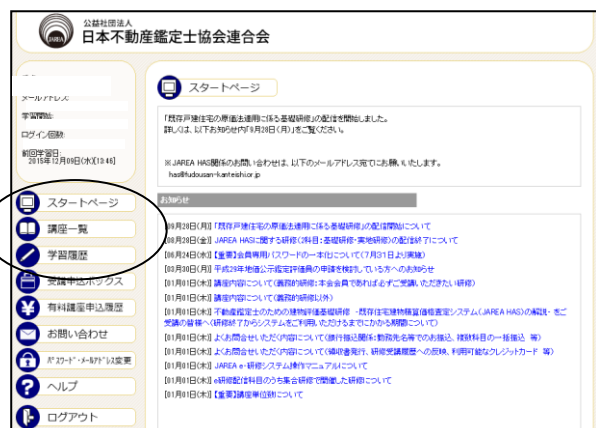 公益社団法人
日本不動産鑑定士協会連合会
JAREA
メールアドレス:
学習開始:
ログイン回数:
前回学習日:
2015年12月09日(水)[13:46]
スタートページ
講座一覧
学習履歴
受講申込ボックス
有料講座申込履歴
お問い合わせ
パスワード・メールアドレス変更
ヘルプ
ログアウト
スタートページ
「既存戸建住宅の原価法適用に係る基礎研修」の配信を開始しました。
詳しくは、以下お知らせ内「9月28日(月)」をご覧ください。
※JAREA HAS関係のお問い合わせは、以下のメールアドレス宛てにお願いいたします。
has@fudousan-kanteishi.or.jp
お知らせ
[09月28日(月)]「既存戸建住宅の原価法適用に係る基礎研修」の配信開始について
[08月28日(金)] JAREA HASに関する研修(2科目:基礎研修・実地研修)の配信終了について
[06月24日(水)]【重要】会員専用パスワードの一本化について(7月31日より実施)
[03月30日(月)] 平成29年地価公示鑑定評価員の申請を検討している方へのお知らせ
[01月01日(木)] 講座内容について(義務的研修:本会会員であれば必ずご受講いただきたい研修)
[01月01日(木)] 講座内容について(義務的研修以外)
[01月01日(木)] 不動産鑑定士のための建物評価基礎研修 -既存住宅建物積算価格査定システム(JAREA HAS)の解説- をご
受講の皆様へ(研修終了からシステムをご利用いただけるまでにかかる期間について)
[01月01日(木)] よくお問合せいただく内容について(銀行振込関係:勤務先名等でのお振込、複数科目の一括振込 等)
[01月01日(木)] よくお問合せいただく内容について(領収書発行、研修受講履歴への反映、利用可能なクレジットカード 等)
[01月01日(木)] JAREA e-研修システム操作マニュアルについて
[01月01日(木)] e研修配信科目のうち集合研修で開催した研修について
[01月01日(木)]【重要】講座単位数について